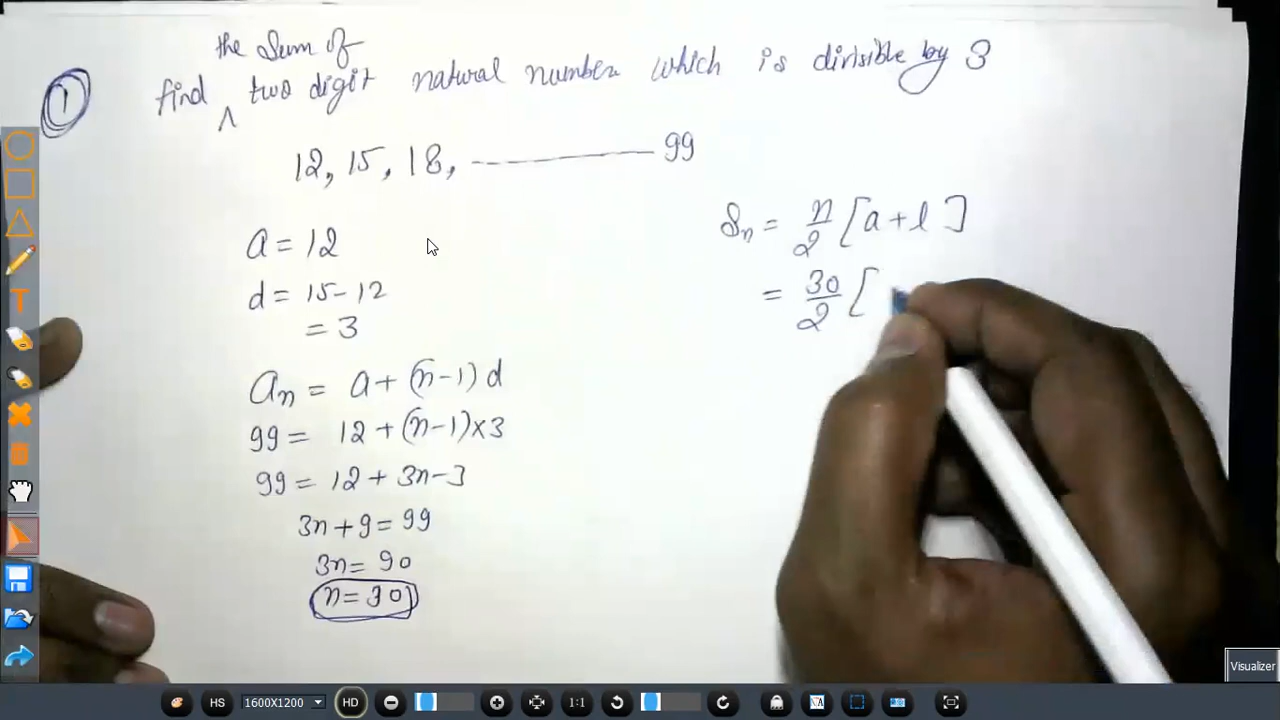 the Sum of
1 find ^ two digit natural number which is divisible by 3
12, 15, 18, ———— 99
a = 12
d = 15-12
= 3
an = a + (n-1) d
99 = 12 + (n-1)×3
99 = 12 + 3n-3
3n+9 = 99
3n = 90
n = 30
Sn = n/2 [a+l]
= 30/2 [
T
HS 1600X1200 HD 1:1
Visualizer